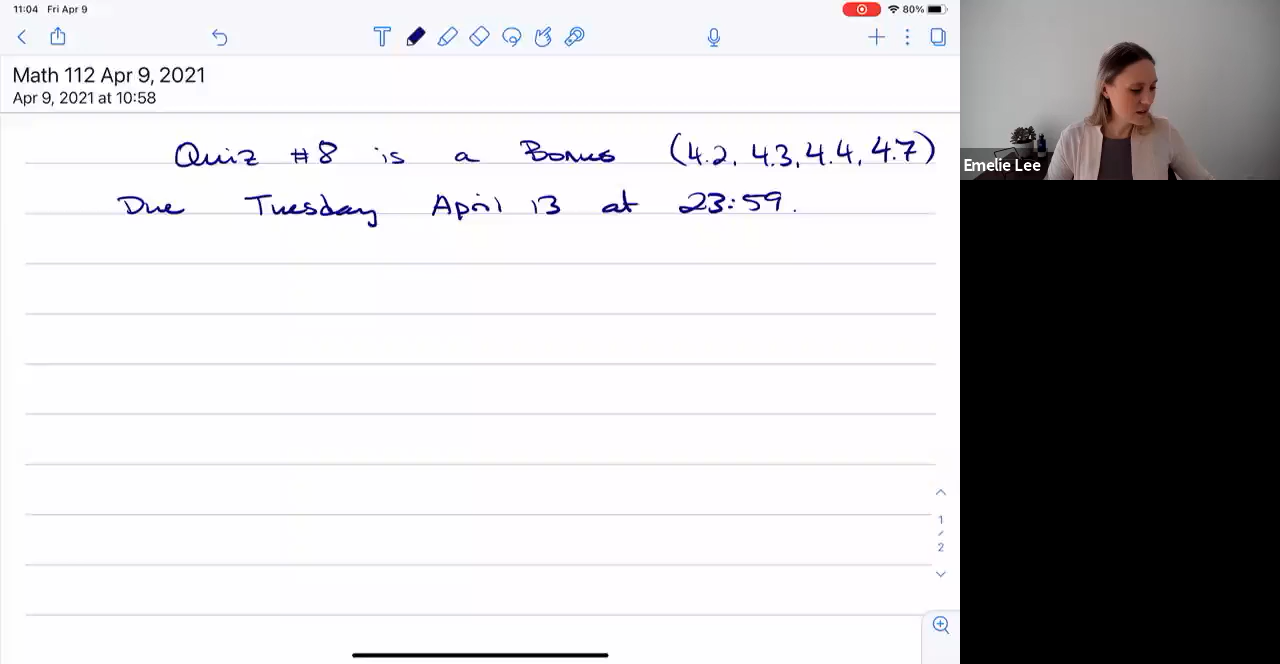 11:04 Fri Apr 9
80%
T
Math 112 Apr 9, 2021
Apr 9, 2021 at 10:58
Quiz #8 is a Bonus (4.2, 4.3, 4.4, 4.7)
Due Tuesday April 13 at 23:59.
Emelie Lee
1
/
2